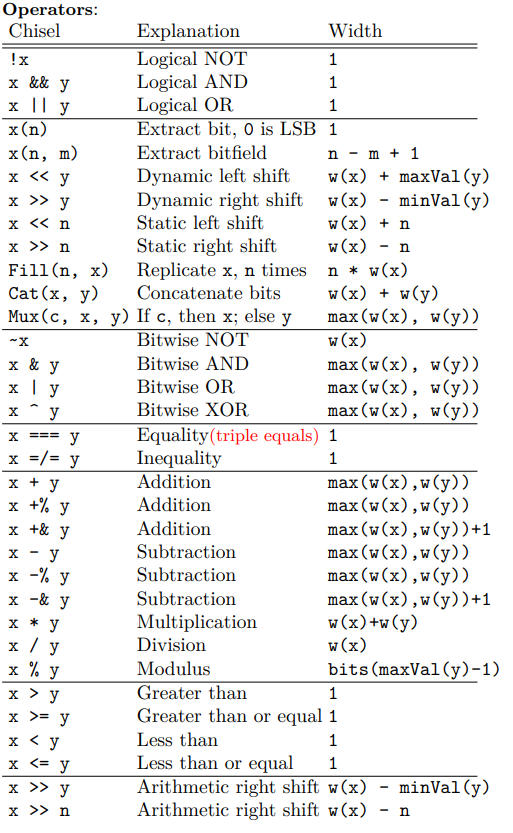 Operators:
Chisel Explanation Width
!x Logical NOT 1
x && y Logical AND 1
x || y Logical OR 1
x(n) Extract bit, 0 is LSB 1
x(n, m) Extract bitfield n - m + 1
x << y Dynamic left shift w(x) + maxVal(y)
x >> y Dynamic right shift w(x) - minVal(y)
x << n Static left shift w(x) + n
x >> n Static right shift w(x) - n
Fill(n, x) Replicate x, n times n * w(x)
Cat(x, y) Concatenate bits w(x) + w(y)
Mux(c, x, y) If c, then x; else y max(w(x), w(y))
~x Bitwise NOT w(x)
x & y Bitwise AND max(w(x), w(y))
x | y Bitwise OR max(w(x), w(y))
x ^ y Bitwise XOR max(w(x), w(y))
x === y Equality(triple equals) 1
x =/= y Inequality 1
x + y Addition max(w(x),w(y))
x +% y Addition max(w(x),w(y))
x +& y Addition max(w(x),w(y))+1
x - y Subtraction max(w(x),w(y))
x -% y Subtraction max(w(x),w(y))
x -& y Subtraction max(w(x),w(y))+1
x * y Multiplication w(x)+w(y)
x / y Division w(x)
x % y Modulus bits(maxVal(y)-1)
x > y Greater than 1
x >= y Greater than or equal 1
x < y Less than 1
x <= y Less than or equal 1
x >> y Arithmetic right shift w(x) - minVal(y)
x >> n Arithmetic right shift w(x) - n